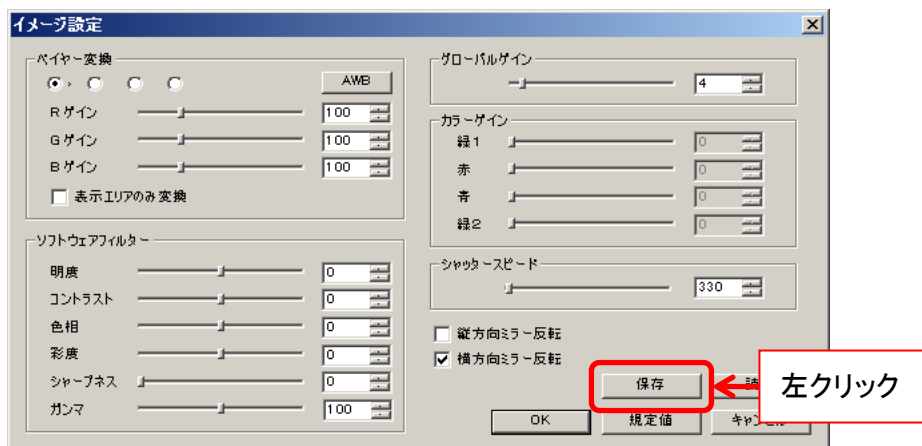 イメージ設定
ベイヤー変換
AWB
Rゲイン 100
Gゲイン 100
Bゲイン 100
表示エリアのみ変換
ソフトウェアフィルター
明度 0
コントラスト 0
色相 0
彩度 0
シャープネス 0
ガンマ 100
グローバルゲイン
4
カラーゲイン
緑1 0
赤 0
青 0
緑2 0
シャッタースピード
330
縦方向ミラー反転
横方向ミラー反転
保存
左クリック
OK 規定値